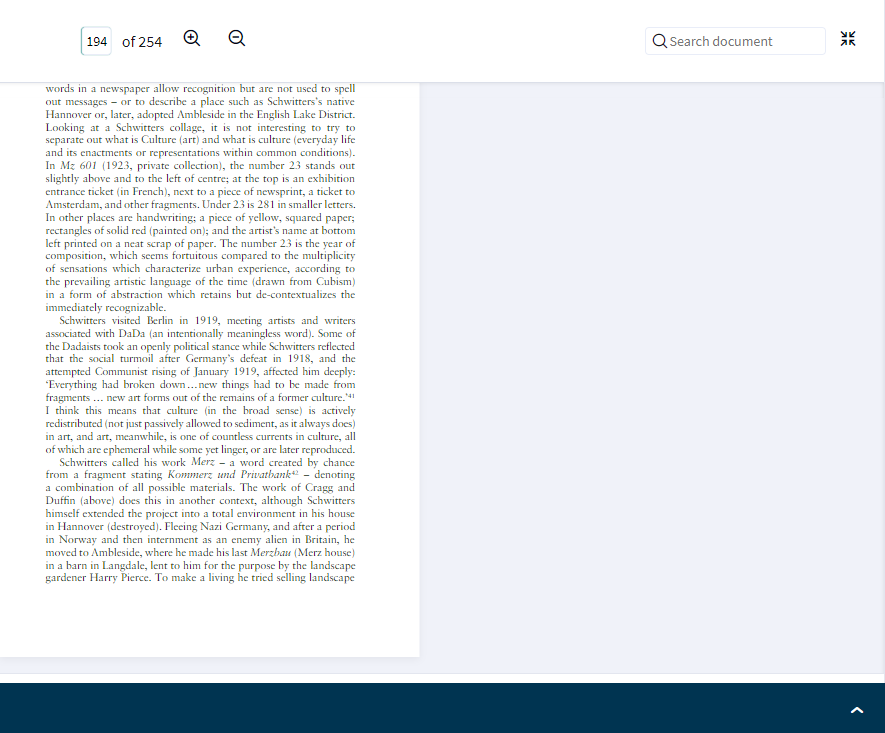 194 of 254
Search document
words in a newspaper allow recognition but are not used to spell
out messages – or to describe a place such as Schwitters's native
Hannover or, later, adopted Ambleside in the English Lake District.
Looking at a Schwitters collage, it is not interesting to try to
separate out what is Culture (art) and what is culture (everyday life
and its enactments or representations within common conditions).
In Mz 601 (1923, private collection), the number 23 stands out
slightly above and to the left of centre; at the top is an exhibition
entrance ticket (in French), next to a piece of newsprint, a ticket to
Amsterdam, and other fragments. Under 23 is 281 in smaller letters.
In other places are handwriting; a piece of yellow, squared paper;
rectangles of solid red (painted on); and the artist's name at bottom
left printed on a neat scrap of paper. The number 23 is the year of
composition, which seems fortuitous compared to the multiplicity
of sensations which characterize urban experience, according to
the prevailing artistic language of the time (drawn from Cubism)
in a form of abstraction which retains but de-contextualizes the
immediately recognizable.
Schwitters visited Berlin in 1919, meeting artists and writers
associated with DaDa (an intentionally meaningless word). Some of
the Dadaists took an openly political stance while Schwitters reflected
that the social turmoil after Germany's defeat in 1918, and the
attempted Communist rising of January 1919, affected him deeply:
'Everything had broken down ... new things had to be made from
fragments ... new art forms out of the remains of a former culture.'41
I think this means that culture (in the broad sense) is actively
redistributed (not just passively allowed to sediment, as it always does)
in art, and art, meanwhile, is one of countless currents in culture, all
of which are ephemeral while some yet linger, or are later reproduced.
Schwitters called his work Merz – a word created by chance
from a fragment stating Kommerz und Privatbank42 – denoting
a combination of all possible materials. The work of Cragg and
Duffin (above) does this in another context, although Schwitters
himself extended the project into a total environment in his house
in Hannover (destroyed). Fleeing Nazi Germany, and after a period
in Norway and then internment as an enemy alien in Britain, he
moved to Ambleside, where he made his last Merzbau (Merz house)
in a barn in Langdale, lent to him for the purpose by the landscape
gardener Harry Pierce. To make a living he tried selling landscape